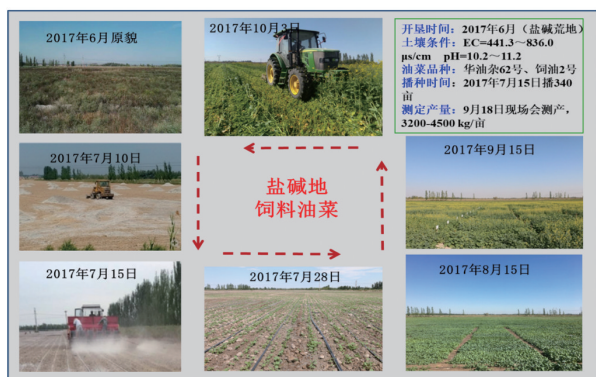 2017年6月原貌
2017年10月3日
开垦时间：2017年6月（盐碱荒地）
土壤条件：EC=441.3～836.0
μs/cm pH=10.2～11.2
油菜品种：华油杂62号、饲油2号
播种时间：2017年7月15日播340
亩
测定产量：9月18日现场会测产，
3200-4500 kg/亩
2017年7月10日
盐碱地
饲料油菜
2017年9月15日
2017年7月15日
2017年7月28日
2017年8月15日